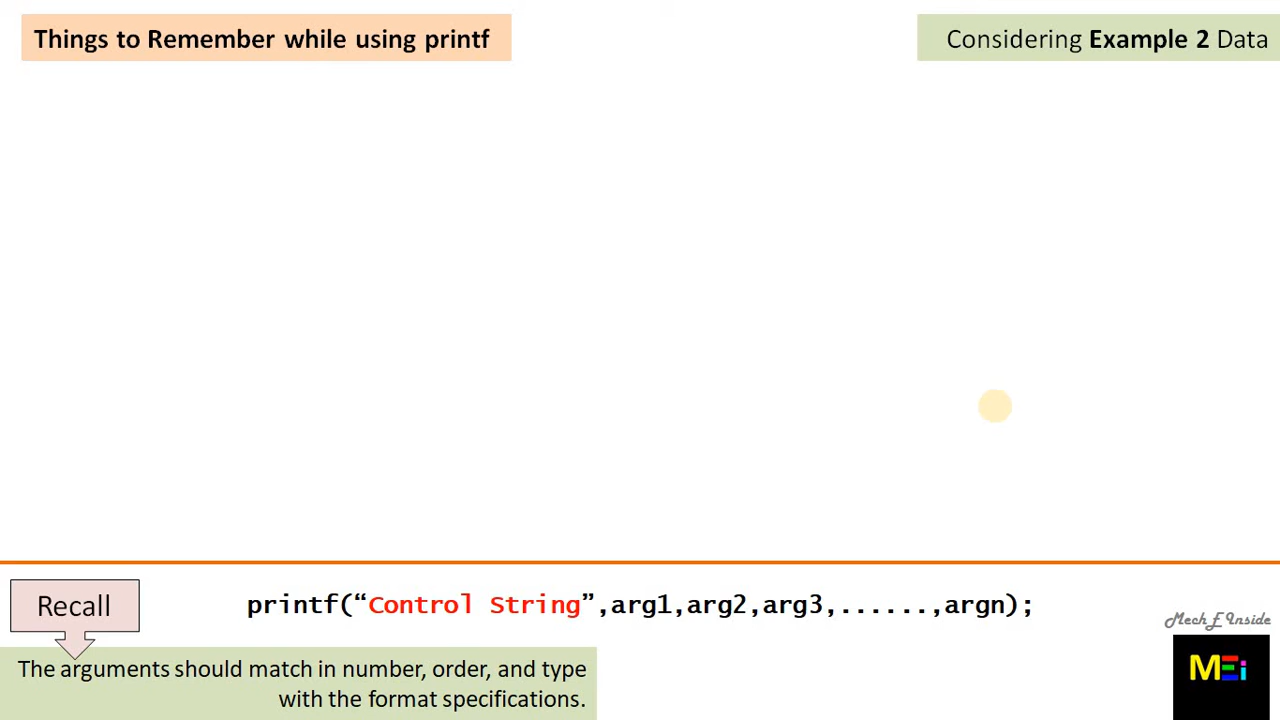 Things to Remember while using printf
Considering Example 2 Data
Recall
printf(“Control String”,arg1,arg2,arg3,......,argn);
The arguments should match in number, order, and type
with the format specifications.
Mech E Inside
MEi